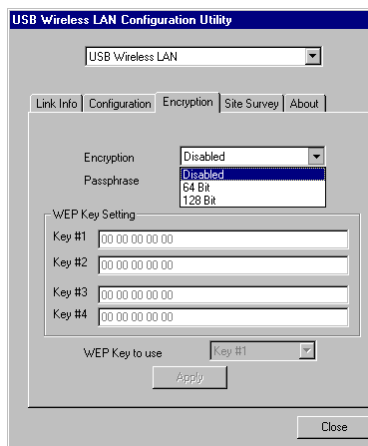 USB Wireless LAN Configuration Utility
USB Wireless LAN
Link Info Configuration Encryption Site Survey About
Encryption Disabled
Passphrase Disabled
64 Bit
128 Bit
WEP Key Setting
Key #1 00 00 00 00 00
Key #2 00 00 00 00 00
Key #3 00 00 00 00 00
Key #4 00 00 00 00 00
WEP Key to use Key #1
Apply
Close